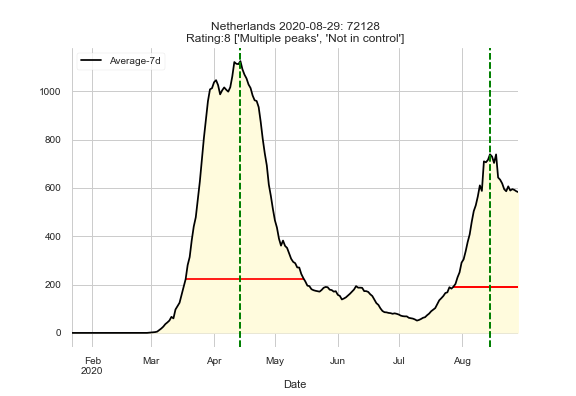 Netherlands 2020-08-29: 72128
Rating:8 ['Multiple peaks', 'Not in control']
Average-7d
1000
800
600
400
200
0
Feb Mar Apr May Jun Jul Aug
2020
Date